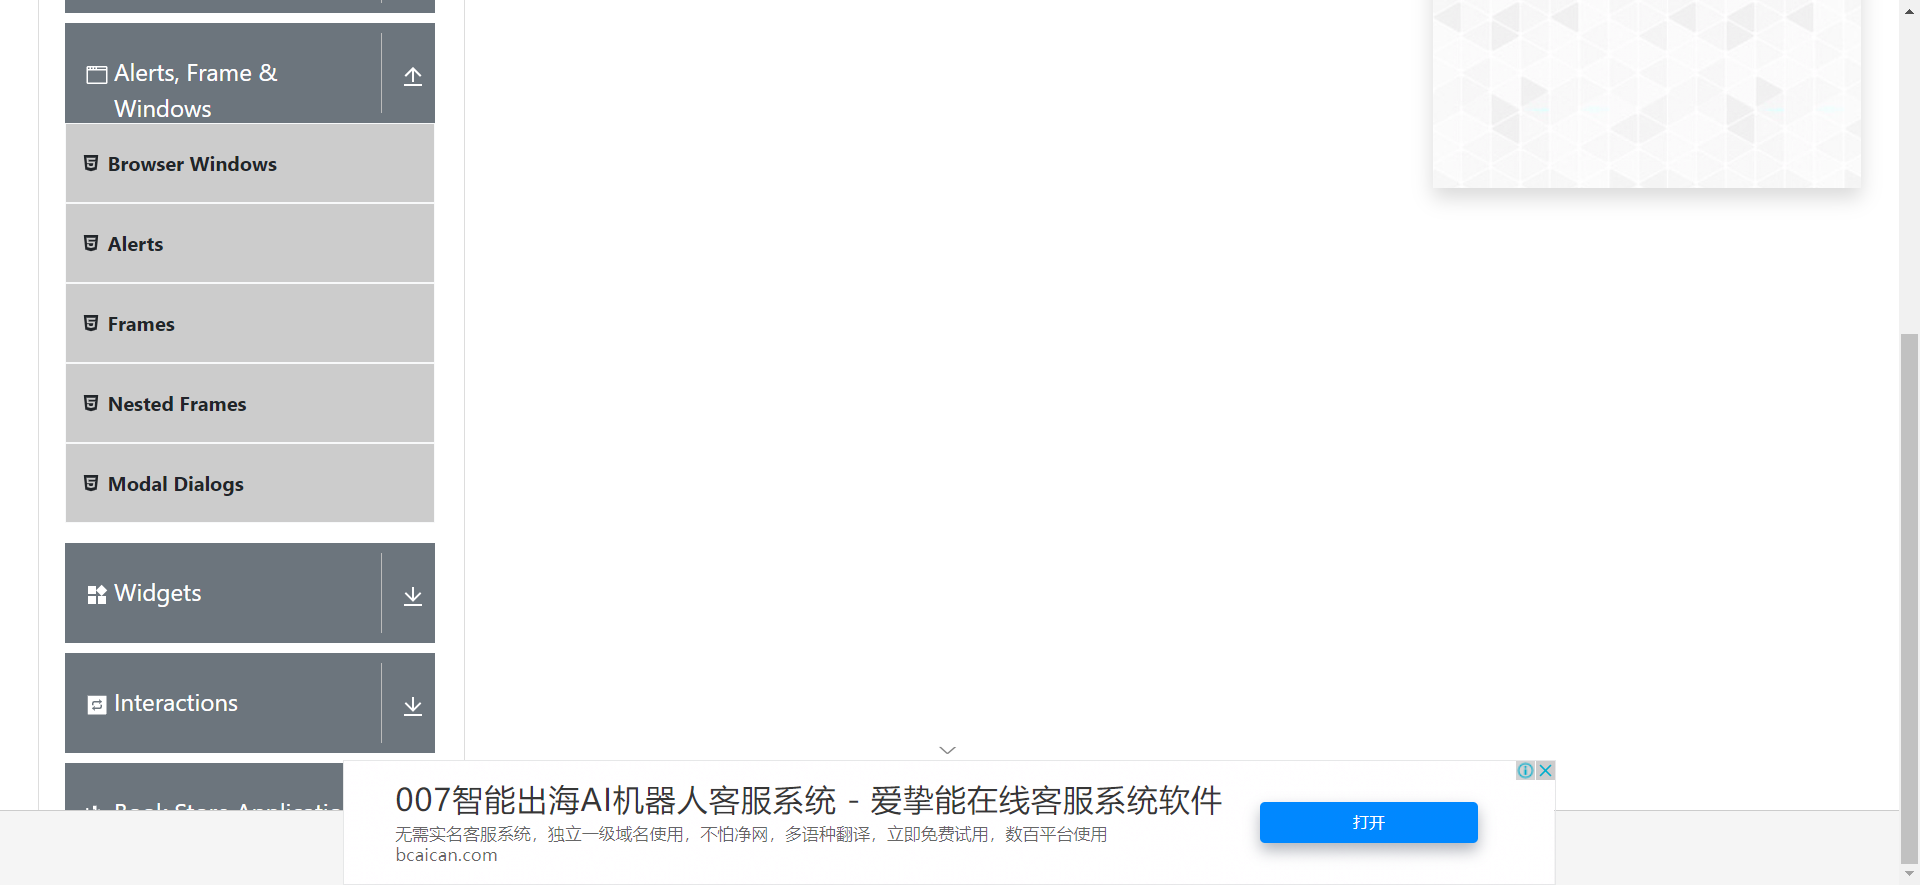 Alerts, Frame &
Windows
Browser Windows
Alerts
Frames
Nested Frames
Modal Dialogs
Widgets
Interactions
Book Store
007智能出海AI机器人客服系统 - 爱挚能在线客服系统软件
无需实名客服系统，独立一级域名使用，不怕净网，多语种翻译，立即免费试用，数百平台使用
bcaican.com
打开